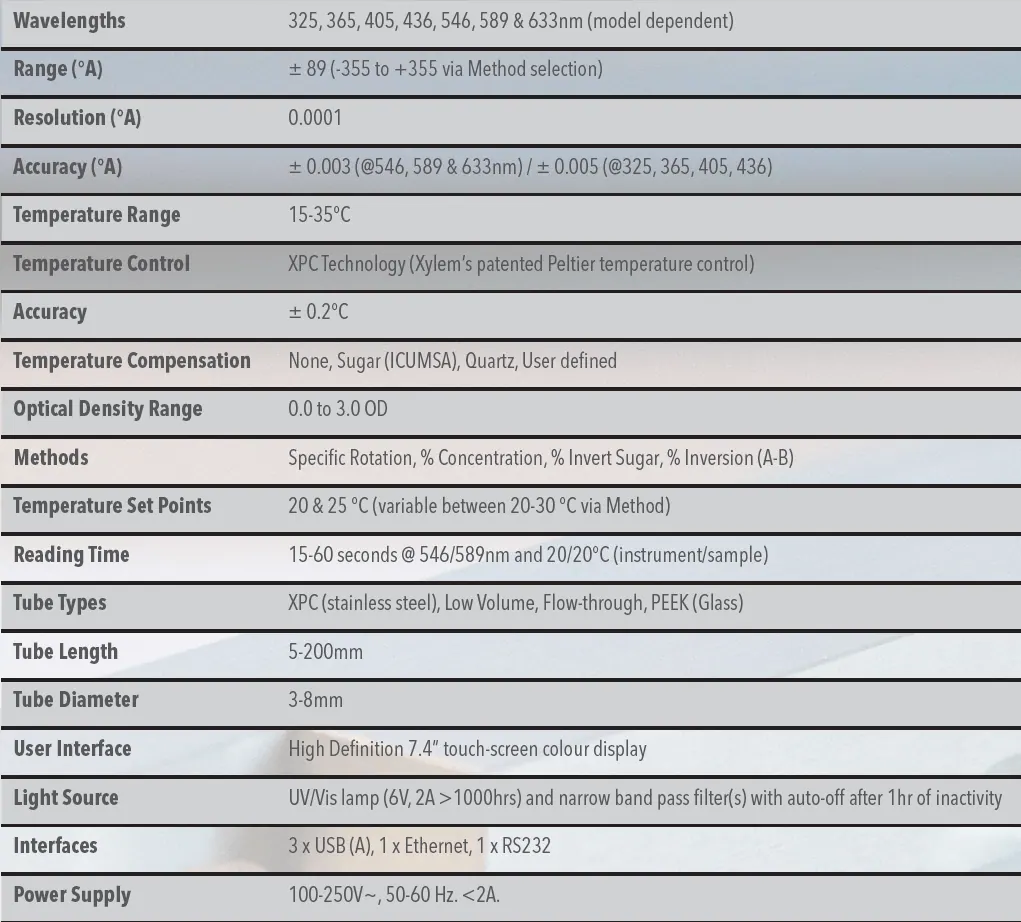 Wavelengths 325, 365, 405, 436, 546, 589 & 633nm (model dependent)
Range (°A) ± 89 (-355 to +355 via Method selection)
Resolution (°A) 0.0001
Accuracy (°A) ± 0.003 (@546, 589 & 633nm) / ± 0.005 (@325, 365, 405, 436)
Temperature Range 15-35°C
Temperature Control XPC Technology (Xylem's patented Peltier temperature control)
Accuracy ± 0.2°C
Temperature Compensation None, Sugar (ICUMSA), Quartz, User defined
Optical Density Range 0.0 to 3.0 OD
Methods Specific Rotation, % Concentration, % Invert Sugar, % Inversion (A-B)
Temperature Set Points 20 & 25 °C (variable between 20-30 °C via Method)
Reading Time 15-60 seconds @ 546/589nm and 20/20°C (instrument/sample)
Tube Types XPC (stainless steel), Low Volume, Flow-through, PEEK (Glass)
Tube Length 5-200mm
Tube Diameter 3-8mm
User Interface High Definition 7.4" touch-screen colour display
Light Source UV/Vis lamp (6V, 2A >1000hrs) and narrow band pass filter(s) with auto-off after 1hr of inactivity
Interfaces 3 x USB (A), 1 x Ethernet, 1 x RS232
Power Supply 100-250V~, 50-60 Hz. <2A.